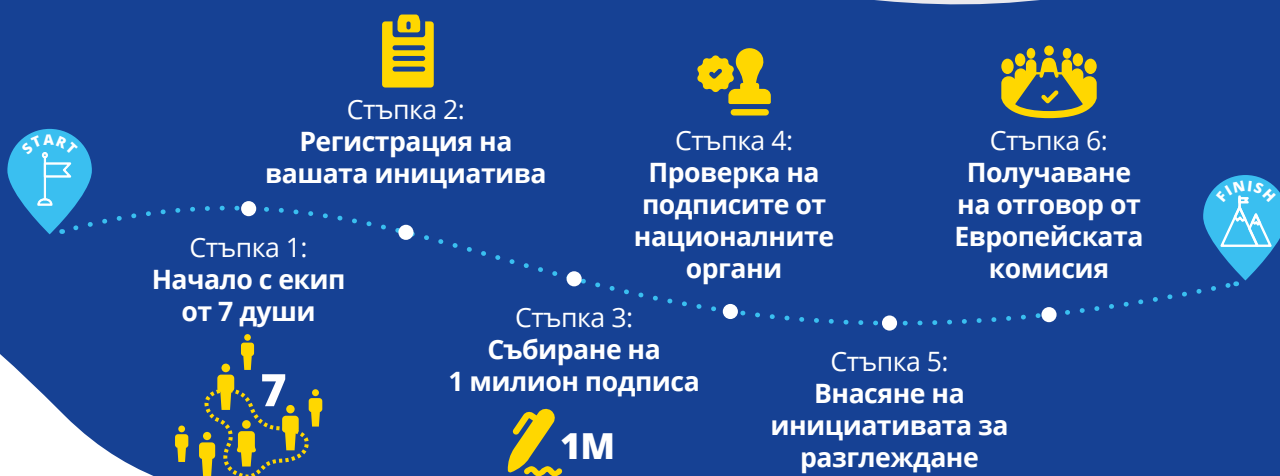 START
Стъпка 1:
Начало с екип
от 7 души
7
Стъпка 2:
Регистрация на
вашата инициатива
Стъпка 3:
Събиране на
1 милион подписа
1M
Стъпка 4:
Проверка на
подписите от
националните
органи
Стъпка 5:
Внасяне на
инициативата за
разглеждане
Стъпка 6:
Получаване
на отговор от
Европейската
комисия
FINISH